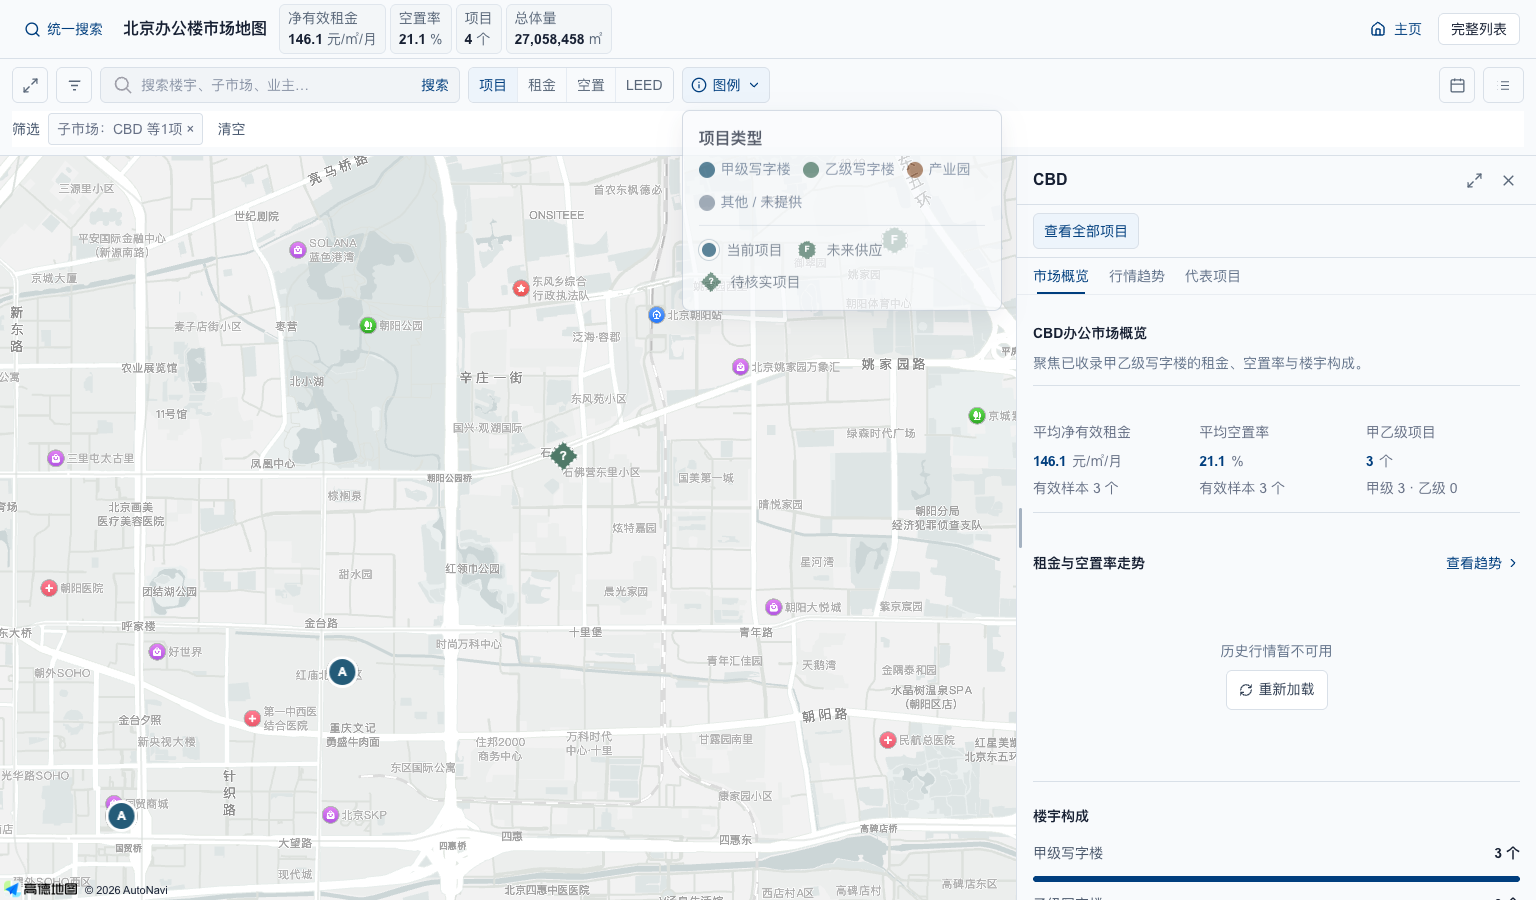 统一搜索
北京办公楼市场地图
净有效租金
146.1 元/㎡/月
空置率
21.1 %
项目
4 个
总体量
27,058,458 ㎡
主页
完整列表
搜索楼宇、子市场、业主...
搜索
项目
租金
空置
LEED
图例
筛选
子市场: CBD 等1项 ×
清空
项目类型
甲级写字楼
乙级写字楼
产业园
其他 / 未提供
当前项目
F
未来供应
F
?
待核实项目
姚家园
朝阳体育中心
亮马桥路
三源里小区
世纪剧院
首农东枫德必
ONSITEEE
平安国际金融中心
(新源南路)
SOLANA
蓝色港湾
京城大厦
东风乡综合
行政执法队
新东路
麦子店街小区
枣营
朝阳公园
北京朝阳站
泛海·容郡
农业展览馆
公寓
北小湖
辛庄一街
北京姚家园万象汇
姚家园路
东风苑小区
11号馆
国兴·观湖国际
绿森时代广场
三里屯太古里
凤凰中心
?
石佛营东里小区
朝阳公园桥
国美第一城
棕榈泉
北京画美
医疗美容医院
炫特嘉园
晴悦家园
朝阳分局
经济犯罪侦查支队
星河湾
朝阳医院
团结湖公园
甜水园
红领巾公园
晨光家园
朝阳大悦城
紫京宸园
东大桥
呼家楼
金台路
十里堡
青年路
时尚万科中心
好世界
朝外SOHO
红庙北
A
区
青年汇佳园
天鹅湾
金隅泰和园
水晶树温泉SPA
(朝阳区店)
金台夕照
第一中西医
结合医院
重庆文记
勇盛牛肉面
朝阳路
新央视大楼
住邦2000
商务中心
万科时代
中心·十里
甘露园南里
民航总医院
光华路SOHO
针织路
东区国际公寓
康家园小区
A
国贸商城
北京SKP
国贸桥
大望路
四惠桥
四惠
四惠东
高碑店桥
现代城
高德地图
© 2026 AutoNavi
北京四惠中医医院
西店村A区
高碑店村
高碑店东区
CBD
查看全部项目
市场概览
行情趋势
代表项目
CBD办公市场概览
聚焦已收录甲乙级写字楼的租金、空置率与楼宇构成。
平均净有效租金
146.1 元/㎡/月
有效样本 3 个
平均空置率
21.1 %
有效样本 3 个
甲乙级项目
3 个
甲级 3 · 乙级 0
租金与空置率走势
查看趋势
历史行情暂不可用
重新加载
楼宇构成
甲级写字楼
3 个